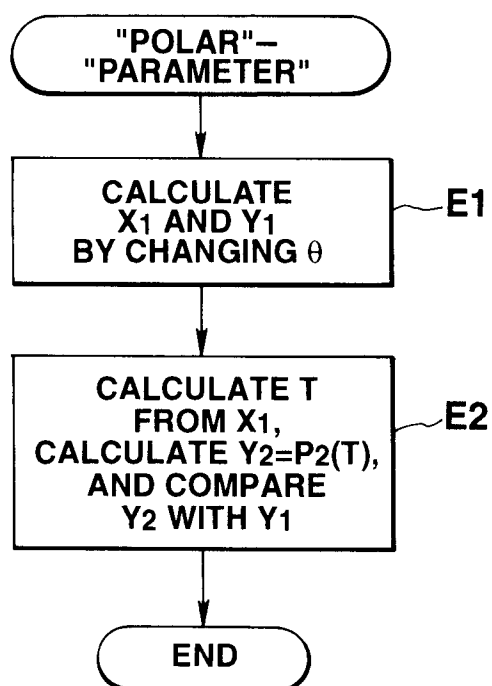 "POLAR"–
"PARAMETER"
CALCULATE
X1 AND Y1
BY CHANGING θ
E1
CALCULATE T
FROM X1,
CALCULATE Y2=P2(T),
AND COMPARE
Y2 WITH Y1
E2
END